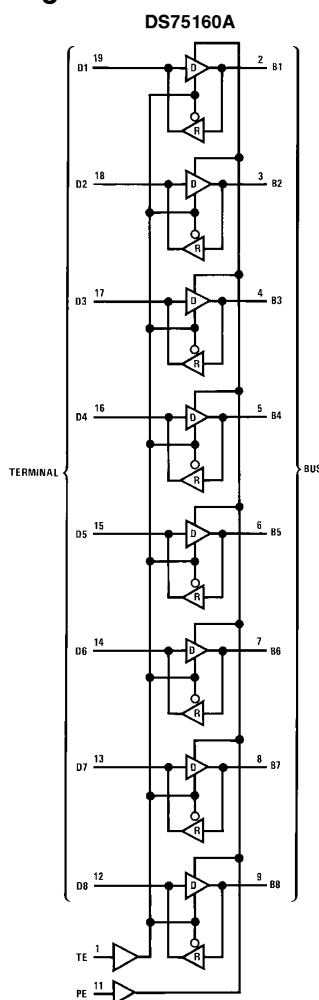 DS75160A
D1 19 D 2 B1
R
D2 18 D 3 B2
R
D3 17 D 4 B3
R
D4 16 D 5 B4
R
TERMINAL BUS
D5 15 D 6 B5
R
D6 14 D 7 B6
R
D7 13 D 8 B7
R
D8 12 D 9 B8
R
TE 1
PE 11